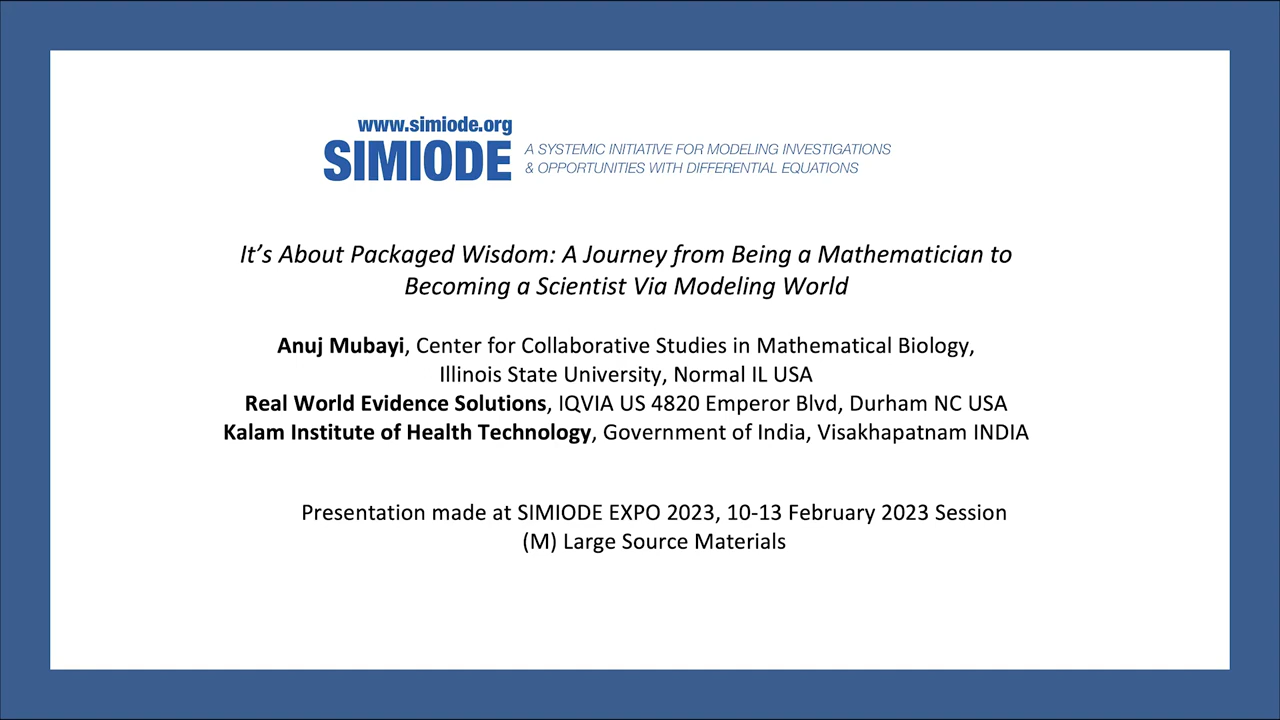 www.simiode.org
SIMIODE
A SYSTEMIC INITIATIVE FOR MODELING INVESTIGATIONS
& OPPORTUNITIES WITH DIFFERENTIAL EQUATIONS
It’s About Packaged Wisdom: A Journey from Being a Mathematician to
Becoming a Scientist Via Modeling World
Anuj Mubayi, Center for Collaborative Studies in Mathematical Biology,
Illinois State University, Normal IL USA
Real World Evidence Solutions, IQVIA US 4820 Emperor Blvd, Durham NC USA
Kalam Institute of Health Technology, Government of India, Visakhapatnam INDIA
Presentation made at SIMIODE EXPO 2023, 10-13 February 2023 Session
(M) Large Source Materials